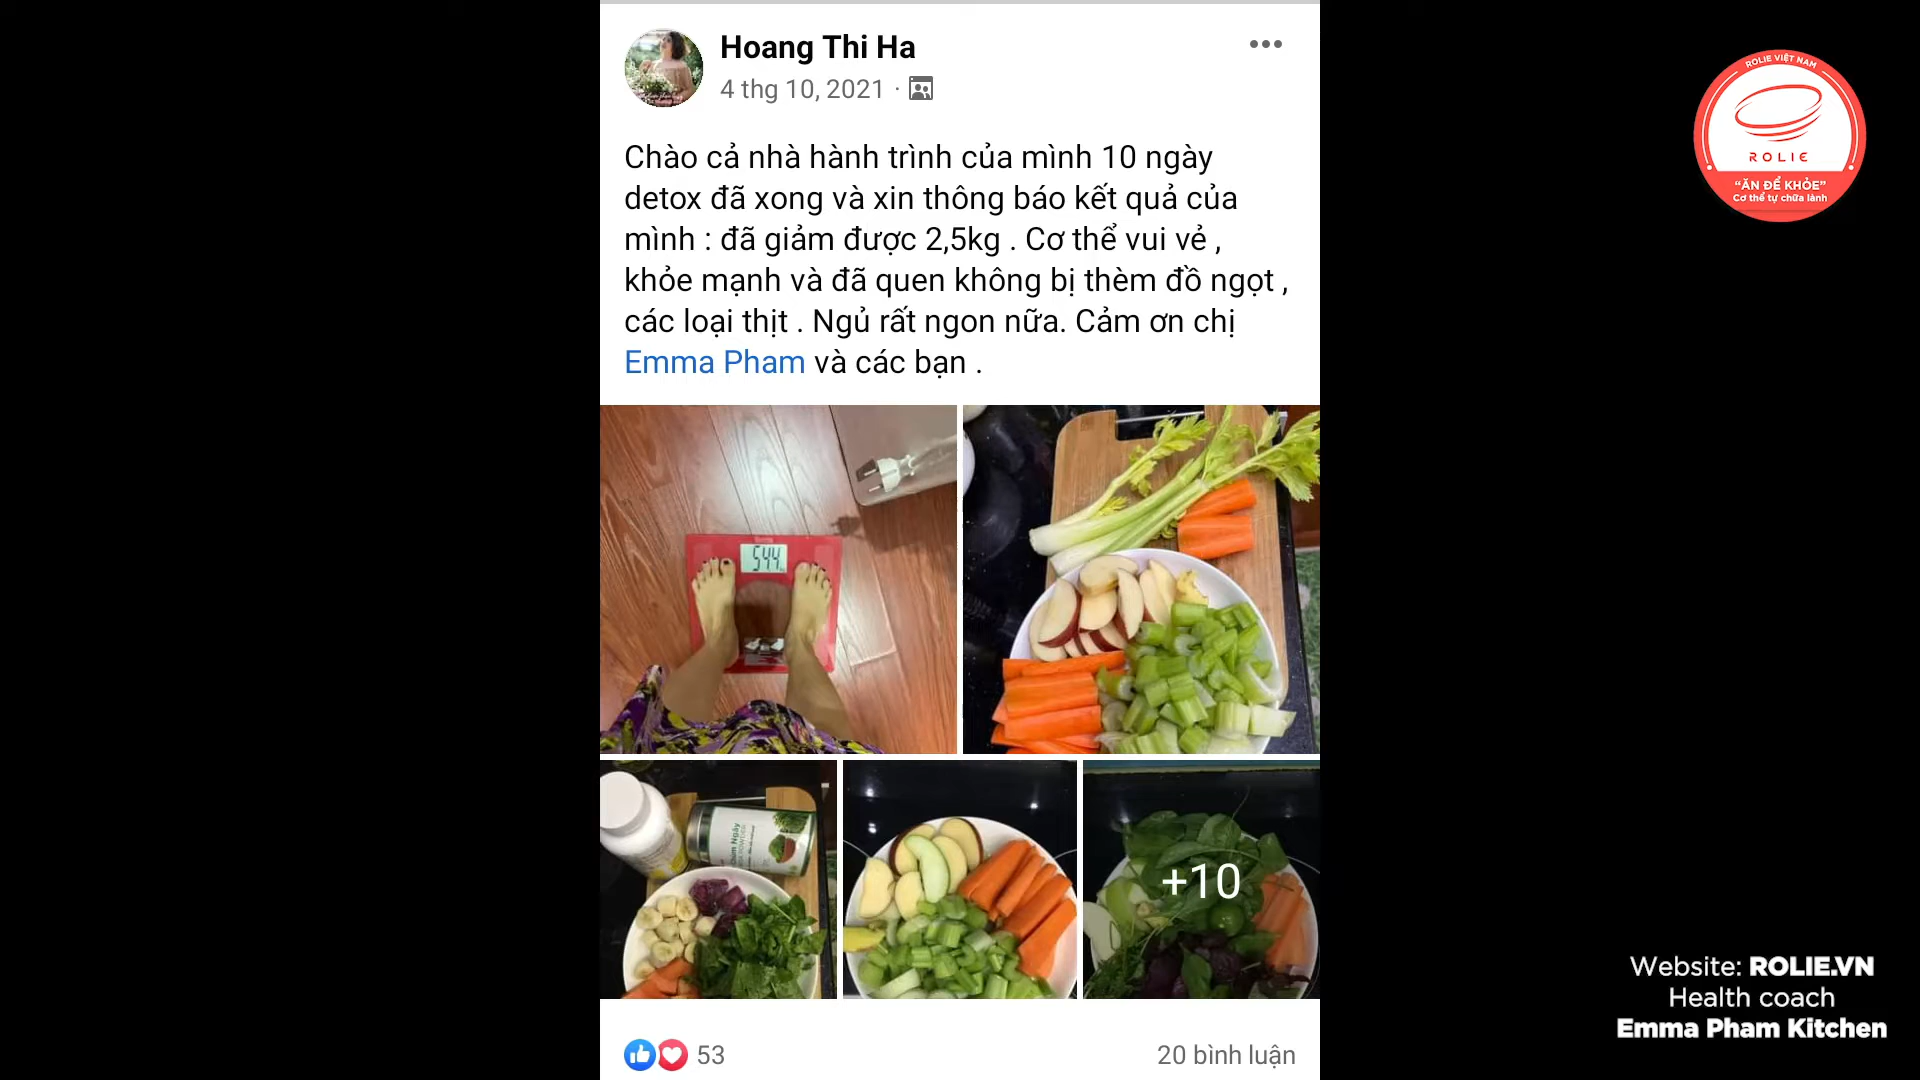 Hoang Thi Ha
4 thg 10, 2021 ·
Chào cả nhà hành trình của mình 10 ngày
detox đã xong và xin thông báo kết quả của
mình : đã giảm được 2,5kg . Cơ thể vui vẻ ,
khỏe mạnh và đã quen không bị thèm đồ ngọt ,
các loại thịt . Ngủ rất ngon nữa. Cảm ơn chị
Emma Pham và các bạn .
54.4
+10
53
20 bình luận
ROLIE VIỆT NAM
ROLIE
“ĂN ĐỂ KHỎE”
Cơ thể tự chữa lành
Website: ROLIE.VN
Health coach
Emma Pham Kitchen